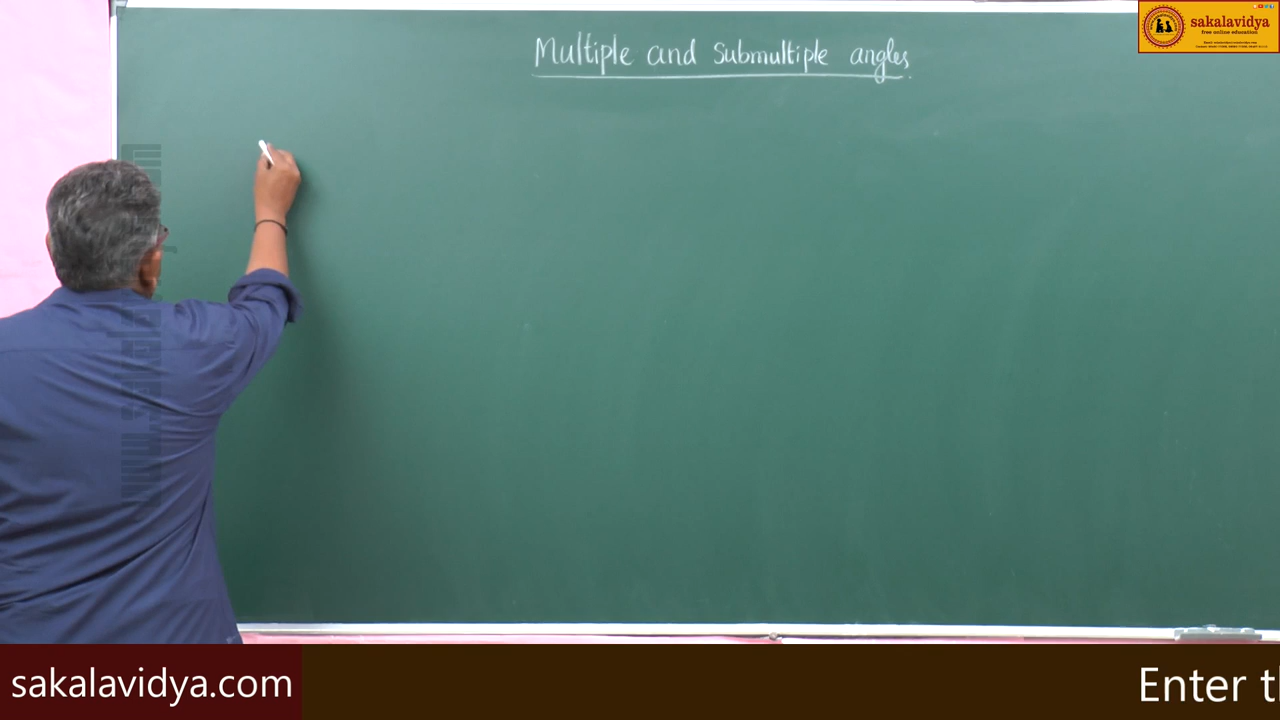 sakalavidya
free online education
Multiple and Submultiple angles.
sakalavidya.com
Enter